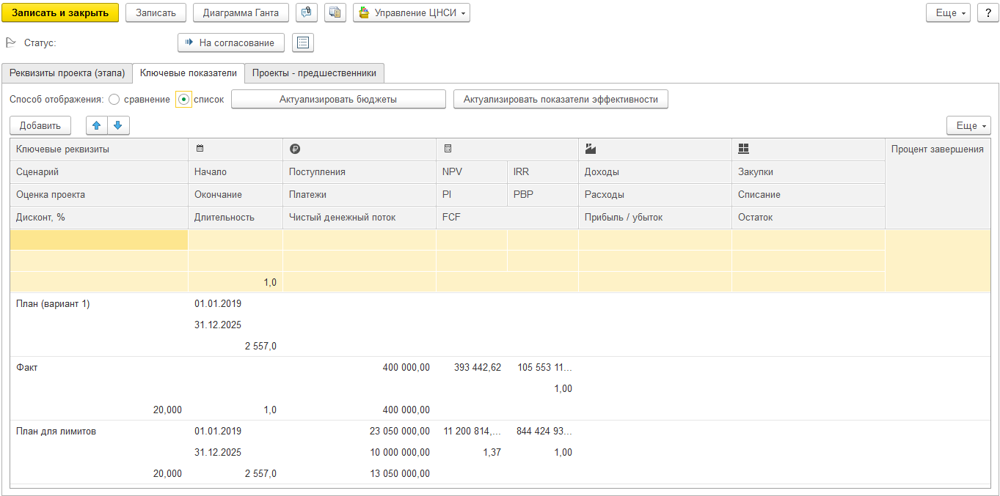 Записать и закрыть Записать Диаграмма Ганта Управление ЦНСИ Еще ?
Статус: На согласование
Реквизиты проекта (этапа) Ключевые показатели Проекты - предшественники
Способ отображения: сравнение список Актуализировать бюджеты Актуализировать показатели эффективности
Добавить Еще
Ключевые реквизиты Процент завершения
Сценарий Начало Поступления NPV IRR Доходы Закупки
Оценка проекта Окончание Платежи PI PBP Расходы Списание
Дисконт, % Длительность Чистый денежный поток FCF Прибыль / убыток Остаток
1,0
План (вариант 1) 01.01.2019
31.12.2025
2 557,0
Факт 400 000,00 393 442,62 105 553 11...
1,00
20,000 1,0 400 000,00
План для лимитов 01.01.2019 23 050 000,00 11 200 814,... 844 424 93...
31.12.2025 10 000 000,00 1,37 1,00
20,000 2 557,0 13 050 000,00